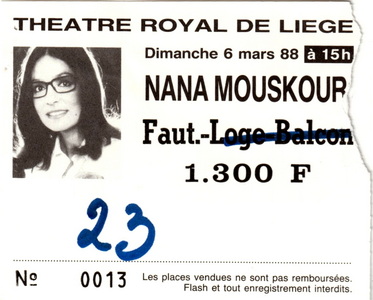 THEATRE ROYAL DE LIEGE
Dimanche 6 mars 88 à 15h
NANA MOUSKOUR
Faut.-Loge-Balcon
1.300 F
23
Nº 0013
Les places vendues ne sont pas remboursées.
Flash et tout enregistrement interdits.